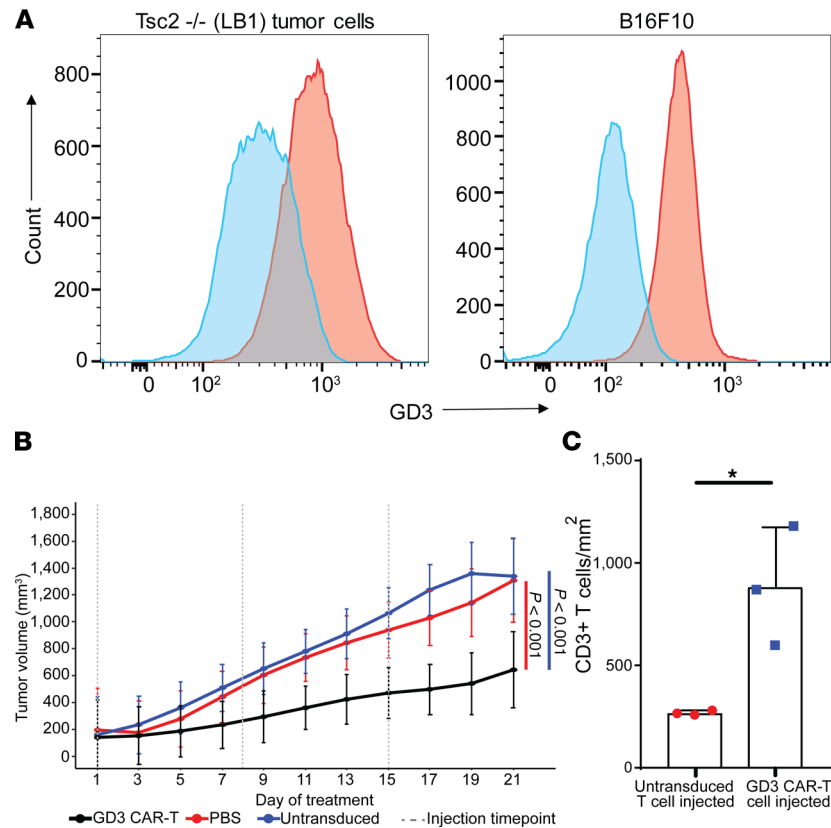 A
Tsc2 -/- (LB1) tumor cells
B16F10
Count
800
600
400
200
0
0 10² 10³
1000
800
600
400
200
0
0 10² 10³
GD3
B
Tumor volume (mm³)
1,800
1,600
1,400
1,200
1,000
800
600
400
200
0
1 3 5 7 9 11 13 15 17 19 21
Day of treatment
P < 0.001
P < 0.001
GD3 CAR-T PBS Untransduced Injection timepoint
C
CD3+ T cells/mm²
1,500
1,000
500
0
*
Untransduced
T cell injected
GD3 CAR-T
cell injected